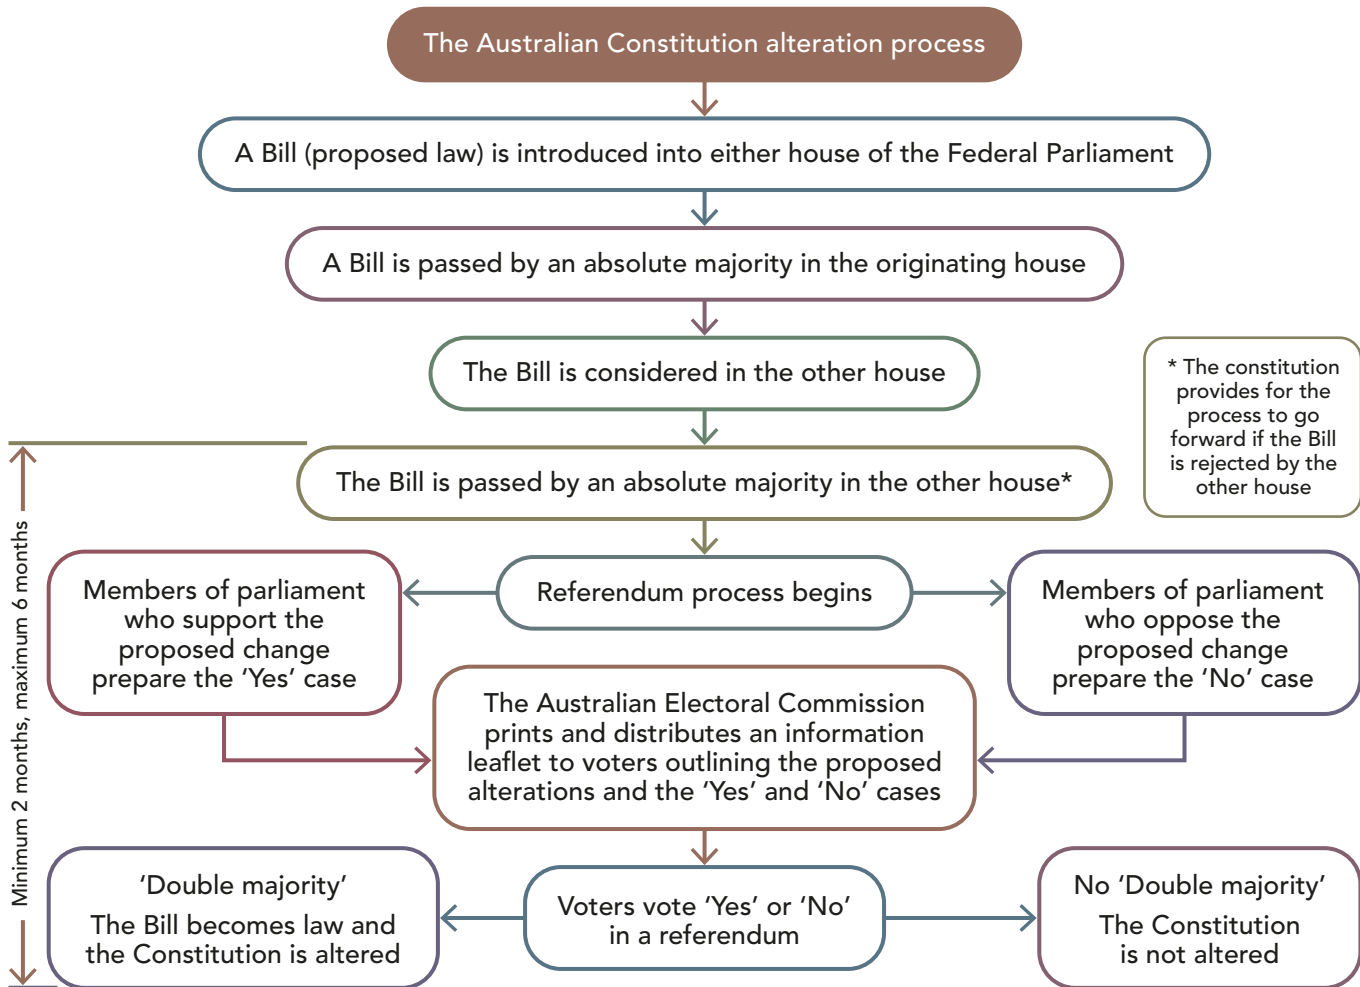 The Australian Constitution alteration process
A Bill (proposed law) is introduced into either house of the Federal Parliament
A Bill is passed by an absolute majority in the originating house
The Bill is considered in the other house
* The constitution
provides for the
process to go
forward if the Bill
is rejected by the
other house
The Bill is passed by an absolute majority in the other house*
Minimum 2 months, maximum 6 months
Referendum process begins
Members of parliament
who support the
proposed change
prepare the ‘Yes’ case
Members of parliament
who oppose the
proposed change
prepare the ‘No’ case
The Australian Electoral Commission
prints and distributes an information
leaflet to voters outlining the proposed
alterations and the ‘Yes’ and ‘No’ cases
Voters vote ‘Yes’ or ‘No’
in a referendum
‘Double majority’
The Bill becomes law and
the Constitution is altered
No ‘Double majority’
The Constitution
is not altered